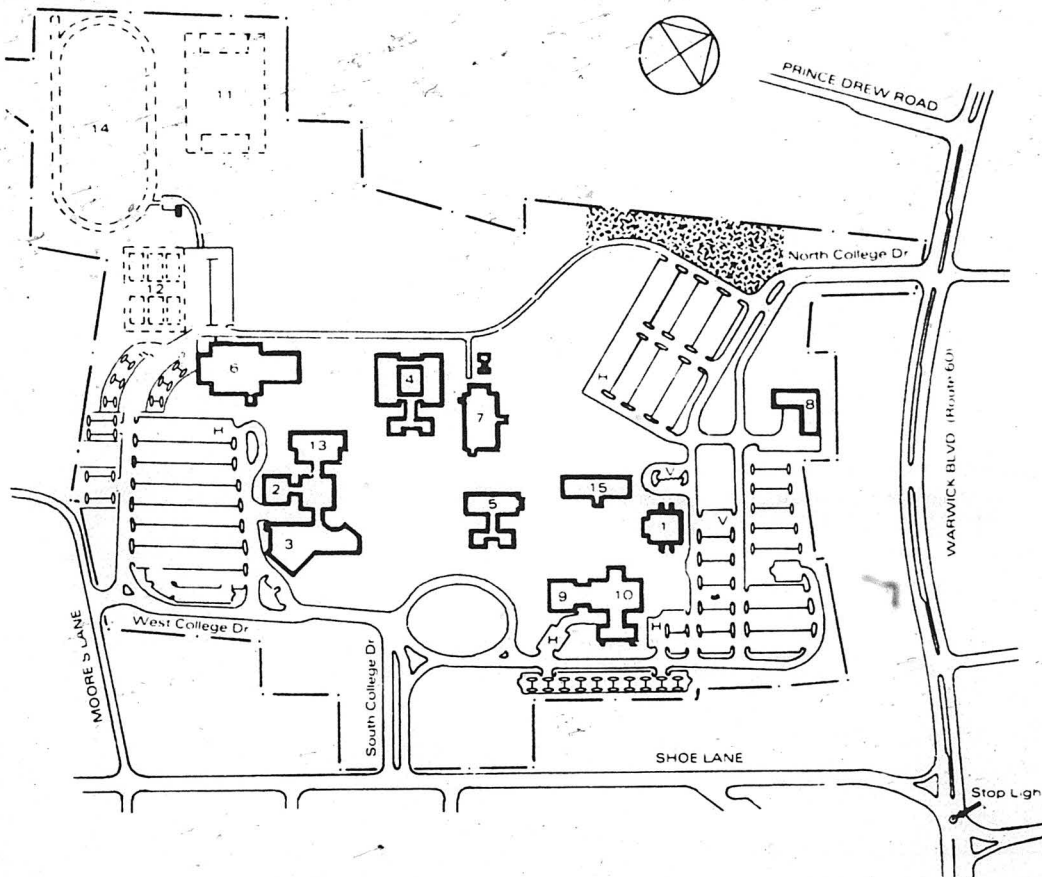 PRINCE DREW ROAD
11
14
North College Dr
12
6
4
H
8
7
WARWICK BLVD (Route 60)
H
13
2
V
15
5
V
1
3
9
10
H
H
H
West College Dr
MOORE'S LANE
South College Dr
SHOE LANE
Stop Ligh